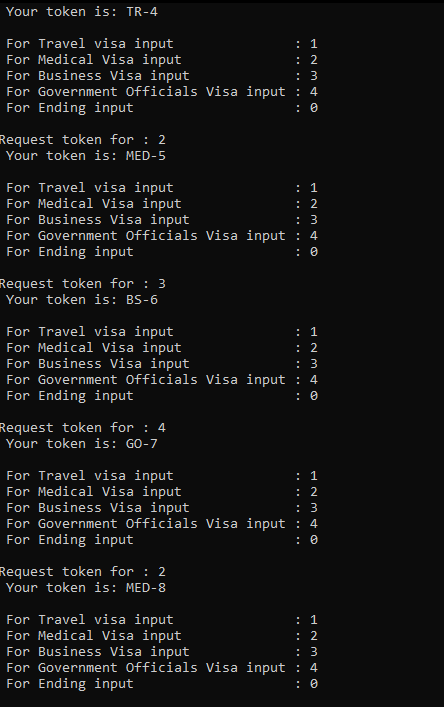 Your token is: TR-4
For Travel visa input : 1
For Medical Visa input : 2
For Business Visa input : 3
For Government Officials Visa input : 4
For Ending input : 0
Request token for : 2
Your token is: MED-5
For Travel visa input : 1
For Medical Visa input : 2
For Business Visa input : 3
For Government Officials Visa input : 4
For Ending input : 0
Request token for : 3
Your token is: BS-6
For Travel visa input : 1
For Medical Visa input : 2
For Business Visa input : 3
For Government Officials Visa input : 4
For Ending input : 0
Request token for : 4
Your token is: GO-7
For Travel visa input : 1
For Medical Visa input : 2
For Business Visa input : 3
For Government Officials Visa input : 4
For Ending input : 0
Request token for : 2
Your token is: MED-8
For Travel visa input : 1
For Medical Visa input : 2
For Business Visa input : 3
For Government Officials Visa input : 4
For Ending input : 0